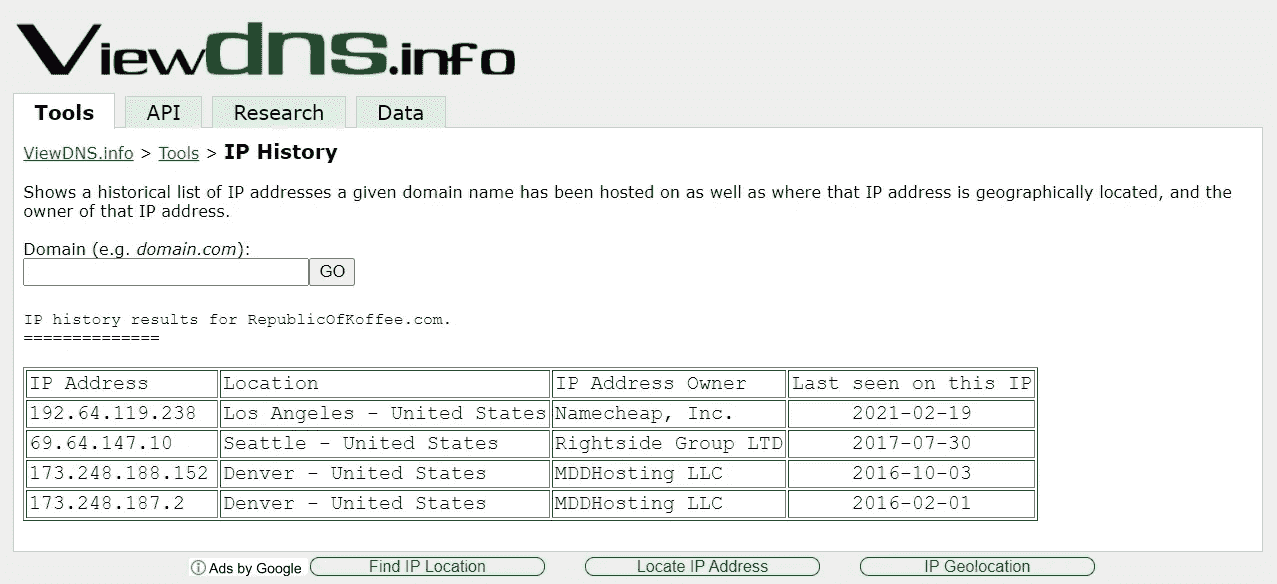 Viewdns.info
Tools API Research Data
ViewDNS.info > Tools > IP History
Shows a historical list of IP addresses a given domain name has been hosted on as well as where that IP address is geographically located, and the
owner of that IP address.
Domain (e.g. domain.com):
GO
IP history results for RepublicOfKoffee.com.
==============
IP Address Location IP Address Owner Last seen on this IP
192.64.119.238 Los Angeles - United States Namecheap, Inc. 2021-02-19
69.64.147.10 Seattle - United States Rightside Group LTD 2017-07-30
173.248.188.152 Denver - United States MDDHosting LLC 2016-10-03
173.248.187.2 Denver - United States MDDHosting LLC 2016-02-01
Ads by Google Find IP Location Locate IP Address IP Geolocation